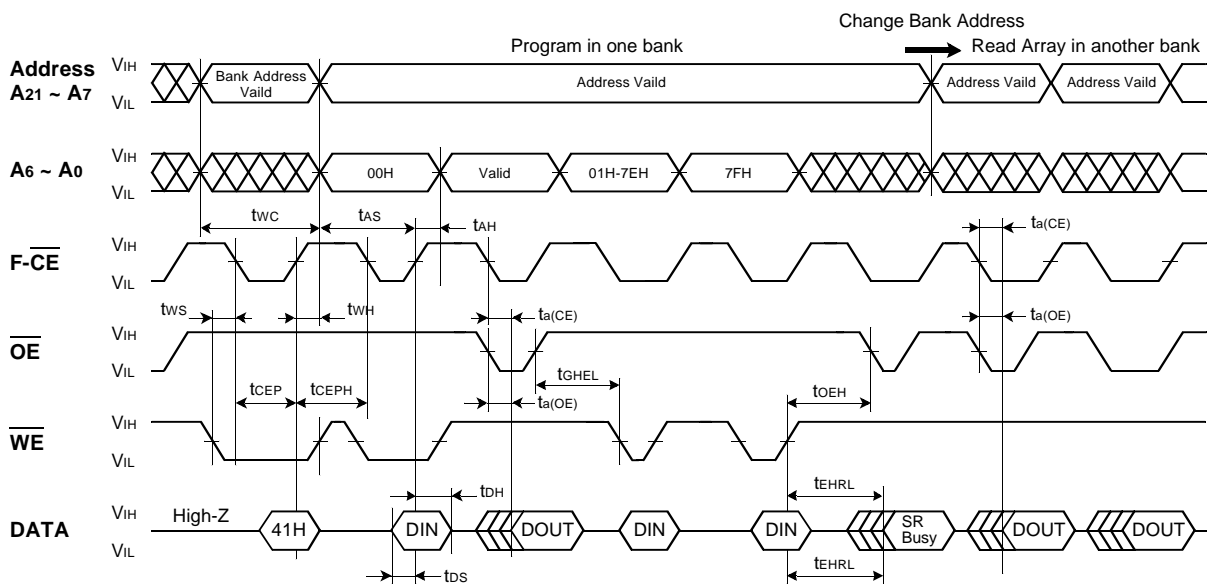 Change Bank Address
Program in one bank
Read Array in another bank
Address
A21 ~ A7
VIH
VIL
Bank Address
Vaild
Address Vaild
Address Vaild
Address Vaild
A6 ~ A0
VIH
VIL
00H
Valid
01H-7EH
7FH
tWC
tAS
tAH
ta(CE)
F-CE
VIH
VIL
tWS
tWH
ta(CE)
ta(OE)
OE
VIH
VIL
tCEP
tCEPH
tGHEL
ta(OE)
tOEH
WE
VIH
VIL
tDH
tEHRL
DATA
VIH
VIL
High-Z
41H
DIN
DOUT
DIN
DIN
SR
Busy
DOUT
DOUT
tDS
tEHRL